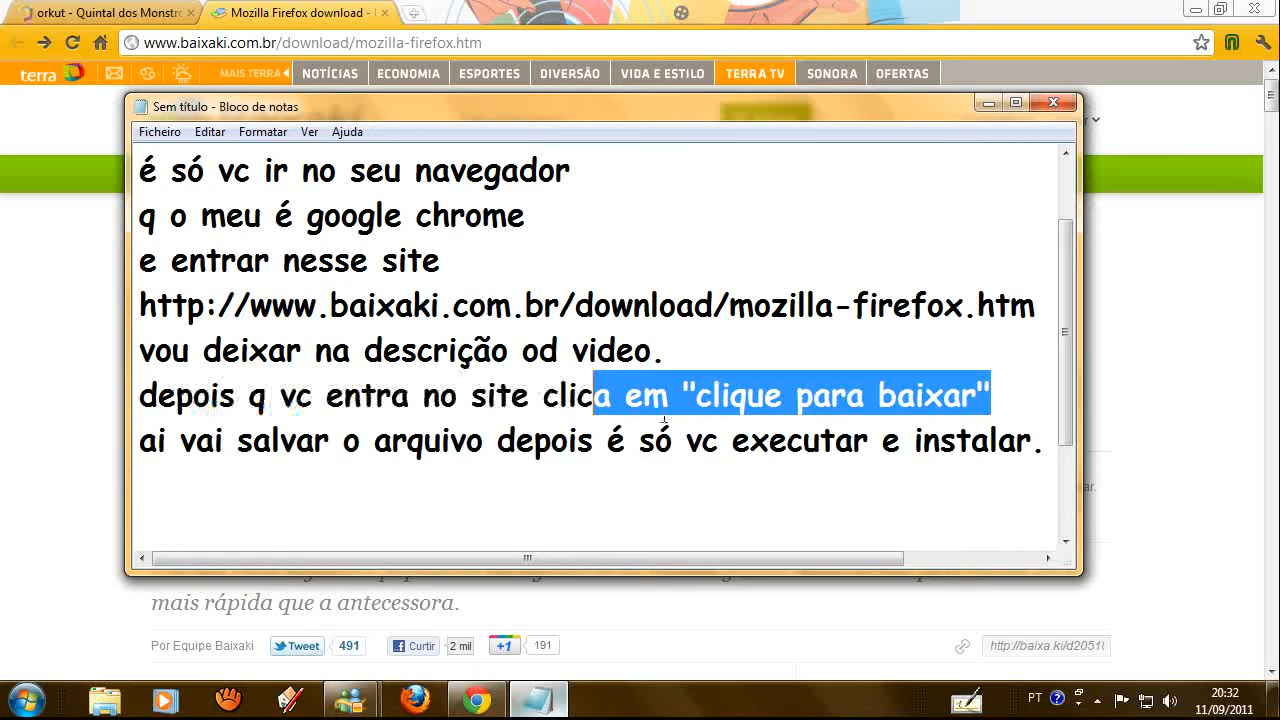 orkut - Quintal dos Monstro
Mozilla Firefox download -
www.baixaki.com.br/download/mozilla-firefox.htm
terra
MAIS TERRA
NOTÍCIAS
ECONOMIA
ESPORTES
DIVERSÃO
VIDA E ESTILO
TERRA TV
SONORA
OFERTAS
Sem título - Bloco de notas
Ficheiro Editar Formatar Ver Ajuda
é só vc ir no seu navegador
q o meu é google chrome
e entrar nesse site
http://www.baixaki.com.br/download/mozilla-firefox.htm
vou deixar na descrição od video.
depois q vc entra no site clica em "clique para baixar"
ai vai salvar o arquivo depois é só vc executar e instalar.
mais rápida que a antecessora.
Por Equipe Baixaki
Tweet 491
Curtir 2 mil
+1 191
http://baixa.ki/d2051
PT
20:32
11/09/2011